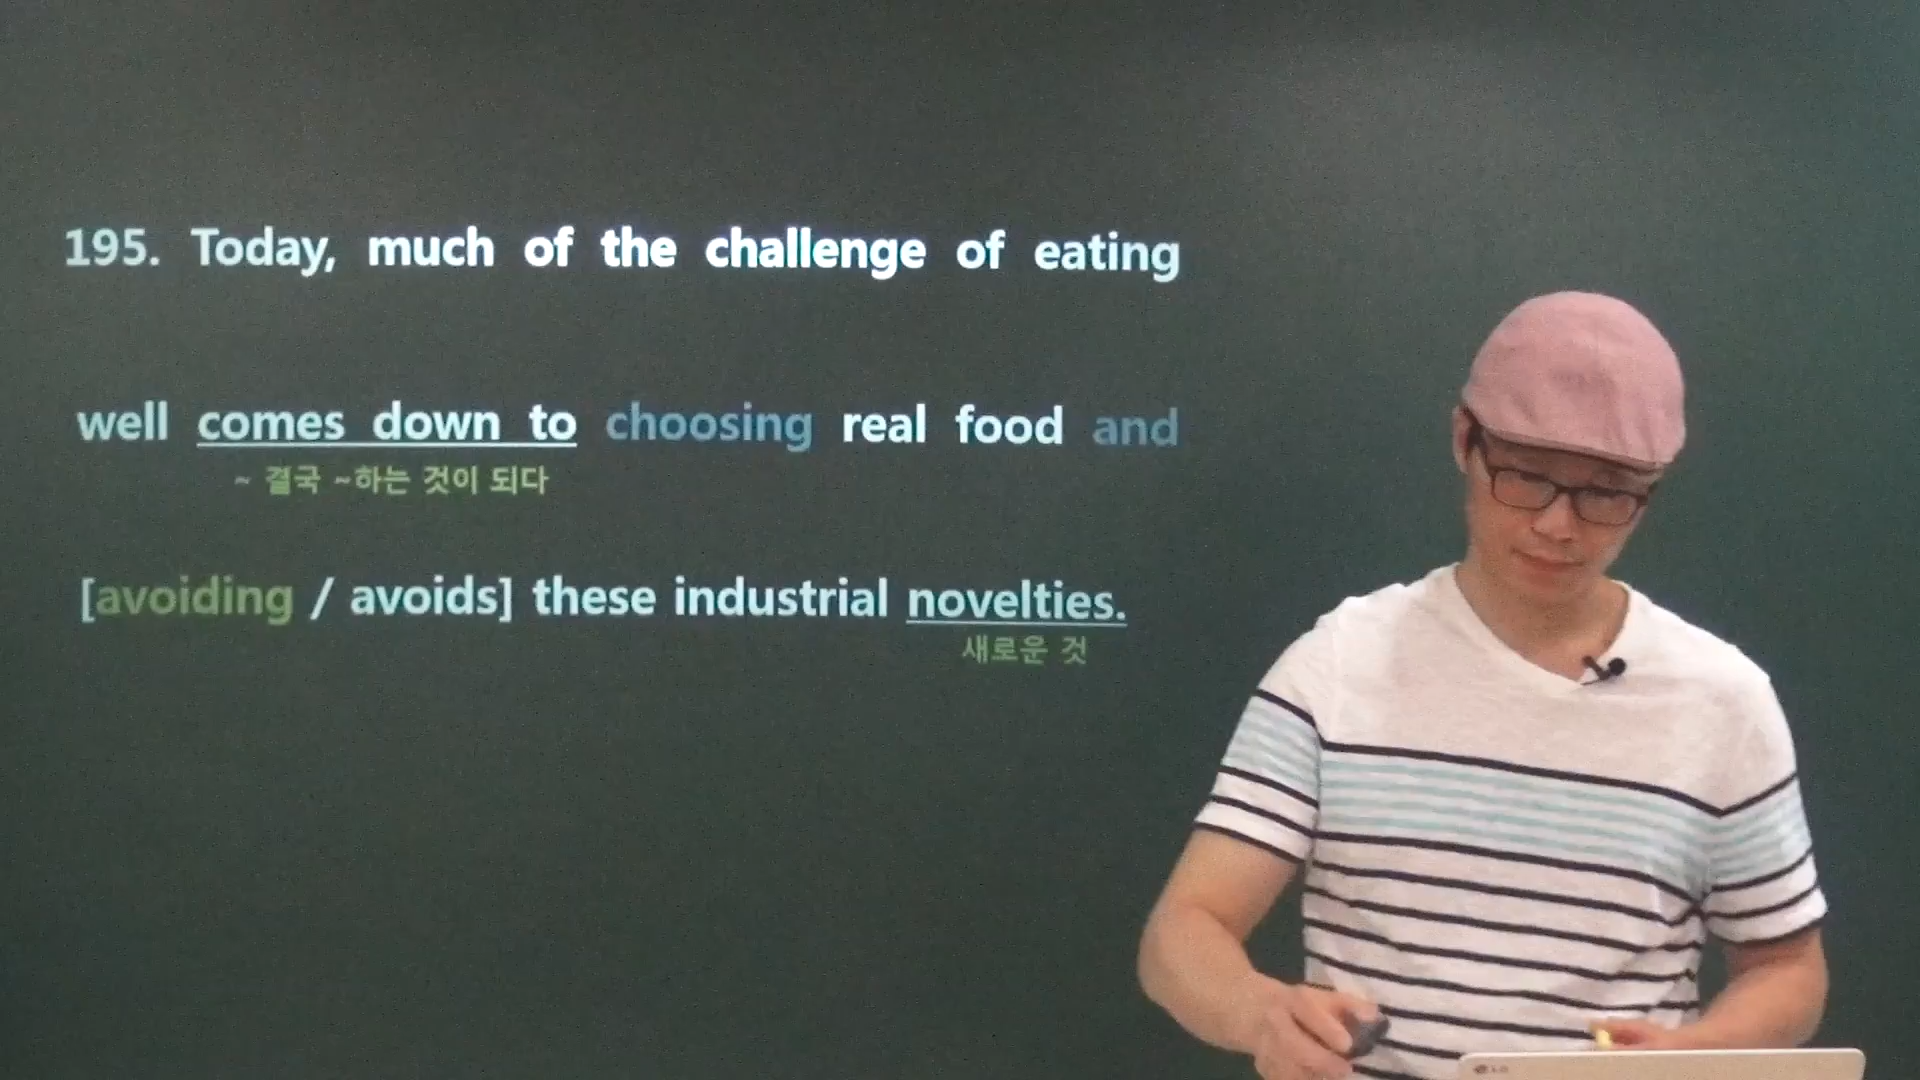 195. Today, much of the challenge of eating
well comes down to choosing real food and
~ 결국 ~하는 것이 되다
[avoiding / avoids] these industrial novelties.
새로운 것
LG